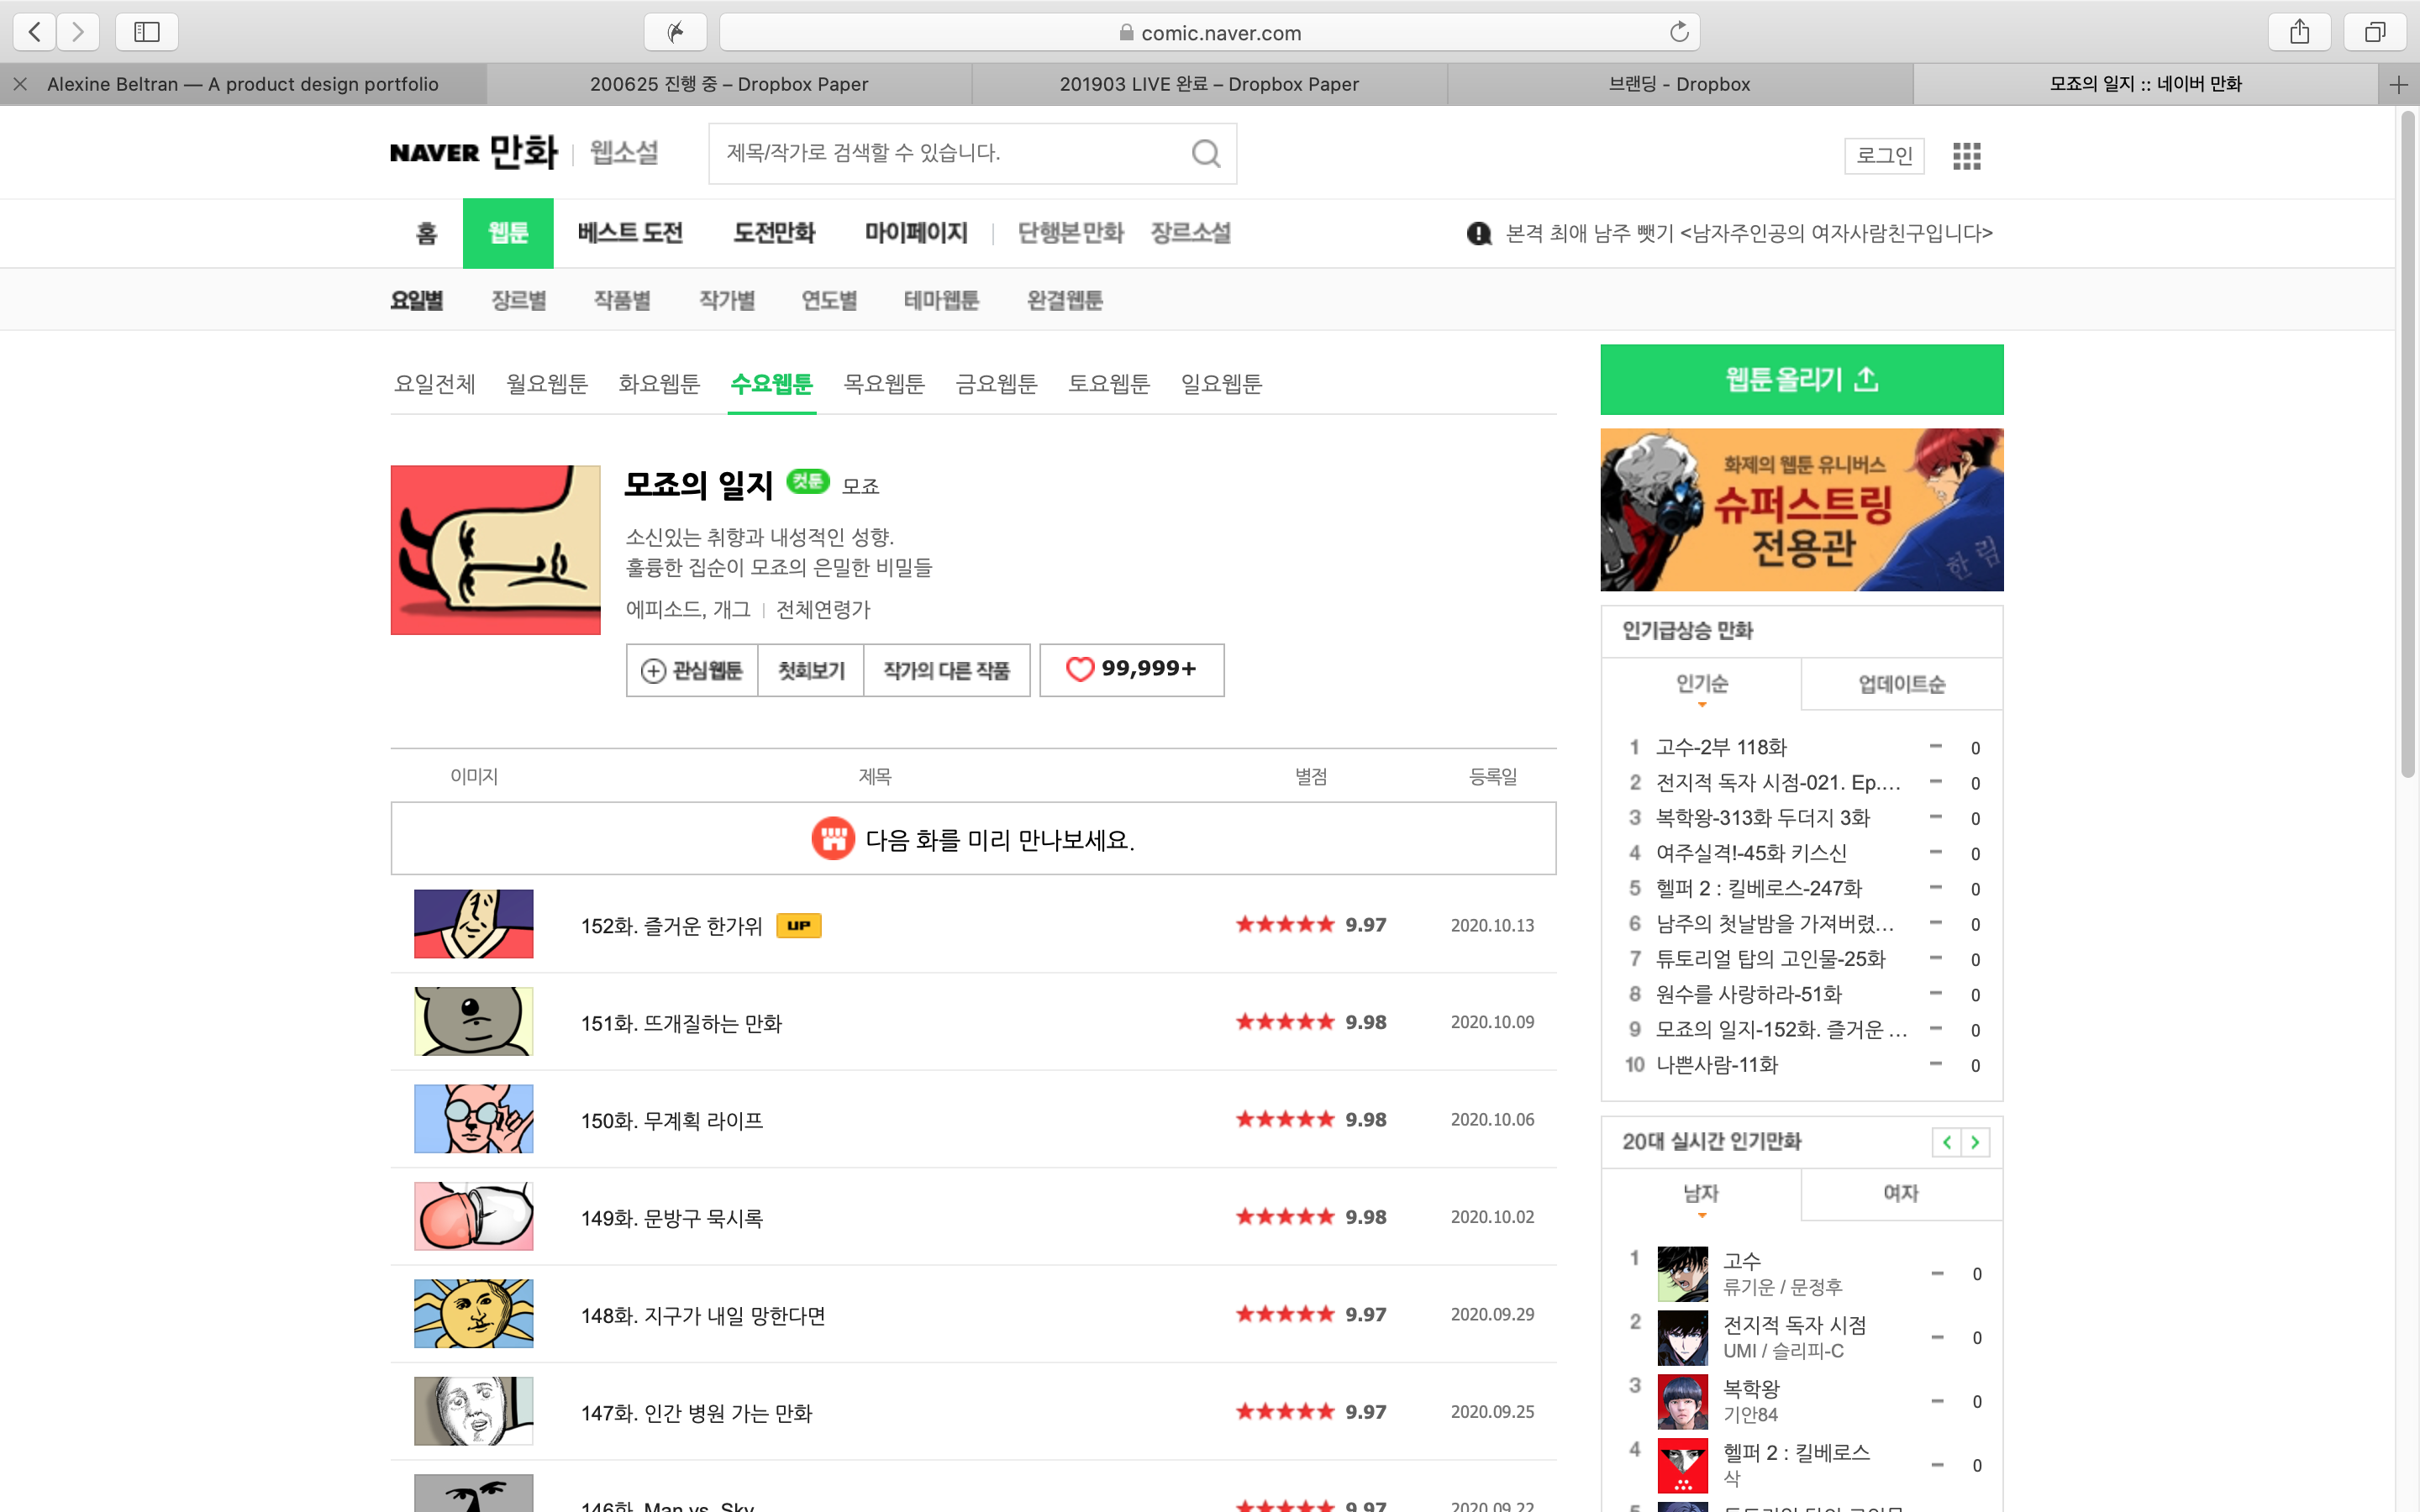 comic.naver.com
Alexine Beltran — A product design portfolio
200625 진행 중 – Dropbox Paper
201903 LIVE 완료 – Dropbox Paper
브랜딩 - Dropbox
모죠의 일지 :: 네이버 만화
NAVER 만화 웹소설
제목/작가로 검색할 수 있습니다.
로그인
홈 웹툰 베스트 도전 도전만화 마이페이지 단행본 만화 장르소설
본격 최애 남주 뺏기 <남자주인공의 여자사람친구입니다>
요일별 장르별 작품별 작가별 연도별 테마웹툰 완결웹툰
요일전체 월요웹툰 화요웹툰 수요웹툰 목요웹툰 금요웹툰 토요웹툰 일요웹툰
모죠의 일지 컷툰 모죠
소신있는 취향과 내성적인 성향.
훌륭한 집순이 모죠의 은밀한 비밀들
에피소드, 개그 전체연령가
관심웹툰 첫회보기 작가의 다른 작품 99,999+
이미지 제목 별점 등록일
다음 화를 미리 만나보세요.
152화. 즐거운 한가위 UP 9.97 2020.10.13
151화. 뜨개질하는 만화 9.98 2020.10.09
150화. 무계획 라이프 9.98 2020.10.06
149화. 문방구 묵시록 9.98 2020.10.02
148화. 지구가 내일 망한다면 9.97 2020.09.29
147화. 인간 병원 가는 만화 9.97 2020.09.25
146화. Man vs. Sky 9.97 2020.09.22
웹툰 올리기
화제의 웹툰 유니버스
슈퍼스트링
전용관
한림
인기급상승 만화
인기순 업데이트순
1 고수-2부 118화 0
2 전지적 독자 시점-021. Ep.... 0
3 복학왕-313화 두더지 3화 0
4 여주실격!-45화 키스신 0
5 헬퍼 2 : 킬베로스-247화 0
6 남주의 첫날밤을 가져버렸... 0
7 튜토리얼 탑의 고인물-25화 0
8 원수를 사랑하라-51화 0
9 모죠의 일지-152화. 즐거운 ... 0
10 나쁜사람-11화 0
20대 실시간 인기만화
남자 여자
1 고수 0
류기운 / 문정후
2 전지적 독자 시점 0
UMI / 슬리피-C
3 복학왕 0
기안84
4 헬퍼 2 : 킬베로스 0
삭